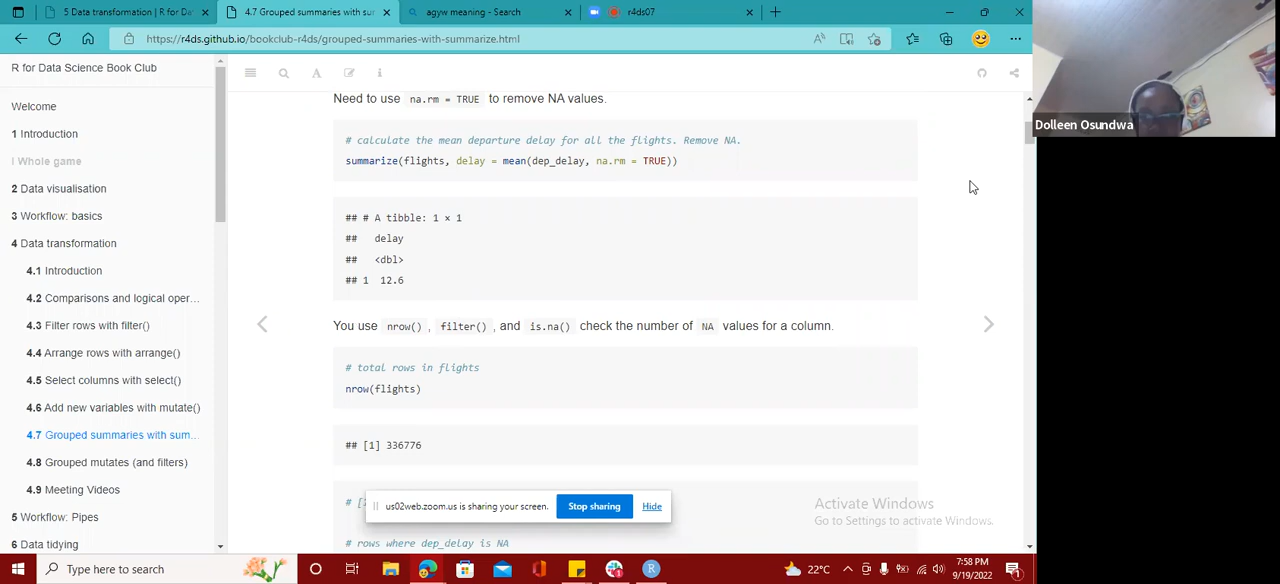 5 Data transformation | R for Dat
4.7 Grouped summaries with sum
agyw meaning - Search
r4ds07
https://r4ds.github.io/bookclub-r4ds/grouped-summaries-with-summarize.html
R for Data Science Book Club
Welcome
1 Introduction
I Whole game
2 Data visualisation
3 Workflow: basics
4 Data transformation
4.1 Introduction
4.2 Comparisons and logical oper...
4.3 Filter rows with filter()
4.4 Arrange rows with arrange()
4.5 Select columns with select()
4.6 Add new variables with mutate()
4.7 Grouped summaries with sum...
4.8 Grouped mutates (and filters)
4.9 Meeting Videos
5 Workflow: Pipes
6 Data tidying
Need to use na.rm = TRUE to remove NA values.
# calculate the mean departure delay for all the flights. Remove NA.
summarize(flights, delay = mean(dep_delay, na.rm = TRUE))
## # A tibble: 1 x 1
## delay
## <dbl>
## 1 12.6
You use nrow() , filter() , and is.na() check the number of NA values for a column.
# total rows in flights
nrow(flights)
## [1] 336776
# [
us02web.zoom.us is sharing your screen.
Stop sharing
Hide
# rows where dep_delay is NA
Activate Windows
Go to Settings to activate Windows.
Dolleen Osundwa
Type here to search
22°C
7:58 PM
9/19/2022